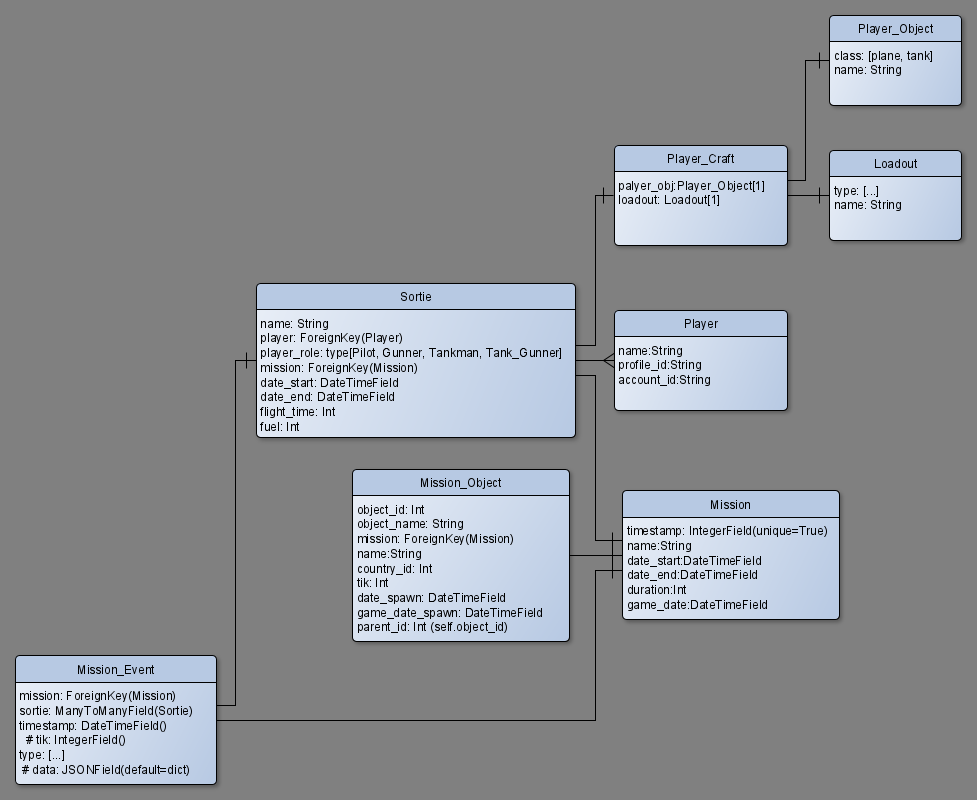 Player_Object
class: [plane, tank]
name: String
Player_Craft
palyer_obj:Player_Object[1]
loadout: Loadout[1]
Loadout
type: [...]
name: String
Sortie
name: String
player: ForeignKey(Player)
player_role: type[Pilot, Gunner, Tankman, Tank_Gunner]
mission: ForeignKey(Mission)
date_start: DateTimeField
date_end: DateTimeField
flight_time: Int
fuel: Int
Player
name:String
profile_id:String
account_id:String
Mission_Object
object_id: Int
object_name: String
mission: ForeignKey(Mission)
name:String
country_id: Int
tik: Int
date_spawn: DateTimeField
game_date_spawn: DateTimeField
parent_id: Int (self.object_id)
Mission
timestamp: IntegerField(unique=True)
name:String
date_start:DateTimeField
date_end:DateTimeField
duration:Int
game_date:DateTimeField
Mission_Event
mission: ForeignKey(Mission)
sortie: ManyToManyField(Sortie)
timestamp: DateTimeField()
# tik: IntegerField()
type: [...]
# data: JSONField(default=dict)